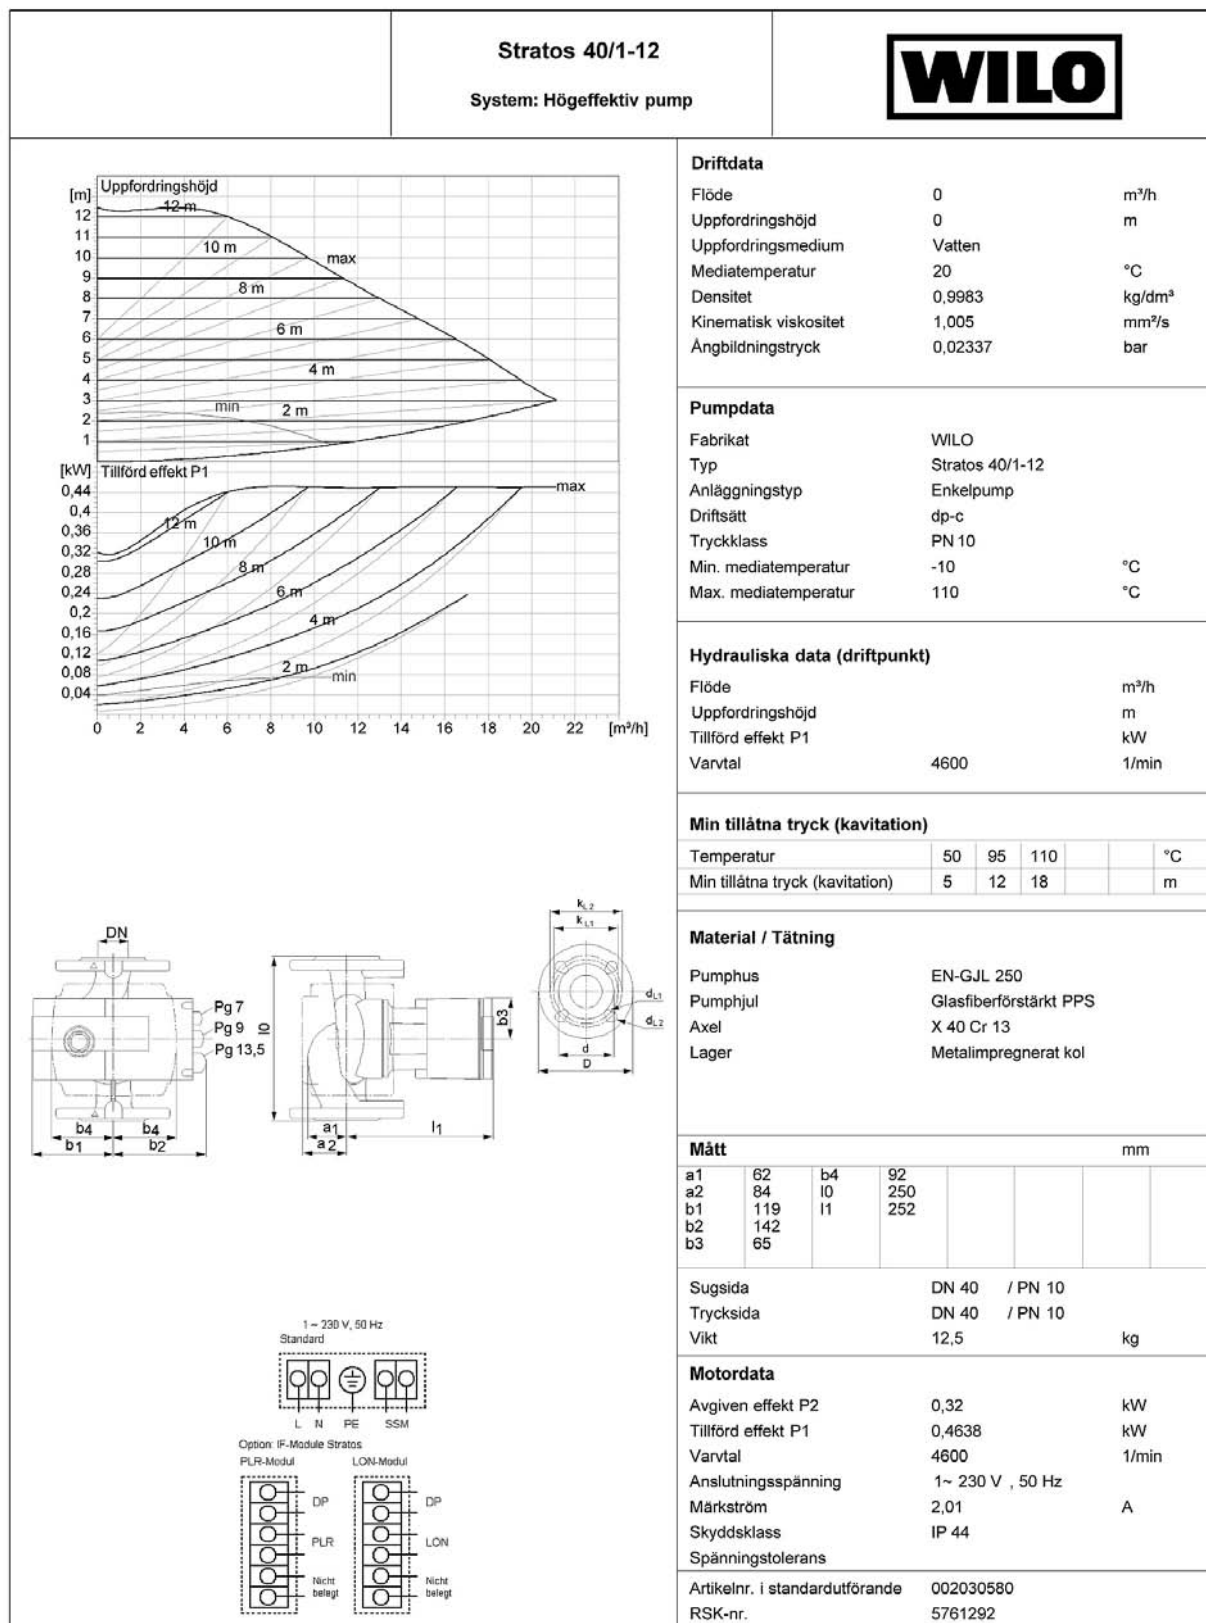 Stratos 40/1-12
System: Högeffektiv pump
WILO
[m]
Uppfordringshöjd
12
11
10
9
8
7
6
5
4
3
2
1
12 m
10 m
max
8 m
6 m
4 m
min
2 m
[kW]
Tillförd effekt P1
0,44
0,4
0,36
0,32
0,28
0,24
0,2
0,16
0,12
0,08
0,04
max
12 m
10 m
8 m
6 m
4 m
2 m
min
0 2 4 6 8 10 12 14 16 18 20 22 [m³/h]
DN
Pg 7
Pg 9
Pg 13,5
b4 b4
b1 b2
l0
a1
a2
l1
b3
kL2
kL1
dL1
dL2
d
D
1 ~ 230 V, 50 Hz
Standard
L N PE SSM
Option: IF-Module Stratos
PLR-Modul LON-Modul
DP DP
PLR LON
Nicht belegt
Nicht belegt
Driftdata
Flöde 0 m³/h
Uppfordringshöjd 0 m
Uppfordringsmedium Vatten
Mediatemperatur 20 °C
Densitet 0,9983 kg/dm³
Kinematisk viskositet 1,005 mm²/s
Ångbildningstryck 0,02337 bar
Pumpdata
Fabrikat WILO
Typ Stratos 40/1-12
Anläggningstyp Enkelpump
Driftsätt dp-c
Tryckklass PN 10
Min. mediatemperatur -10 °C
Max. mediatemperatur 110 °C
Hydrauliska data (driftpunkt)
Flöde m³/h
Uppfordringshöjd m
Tillförd effekt P1 kW
Varvtal 4600 1/min
Min tillåtna tryck (kavitation)
Temperatur 50 95 110 °C
Min tillåtna tryck (kavitation) 5 12 18 m
Material / Tätning
Pumphus EN-GJL 250
Pumphjul Glasfiberförstärkt PPS
Axel X 40 Cr 13
Lager Metalimpregnerat kol
Mått mm
a1 62 b4 92
a2 84 l0 250
b1 119 l1 252
b2 142
b3 65
Sugsida DN 40 / PN 10
Trycksida DN 40 / PN 10
Vikt 12,5 kg
Motordata
Avgiven effekt P2 0,32 kW
Tillförd effekt P1 0,4638 kW
Varvtal 4600 1/min
Anslutningsspänning 1~ 230 V , 50 Hz
Märkström 2,01 A
Skyddsklass IP 44
Spänningstolerans
Artikelnr. i standardutförande 002030580
RSK-nr. 5761292